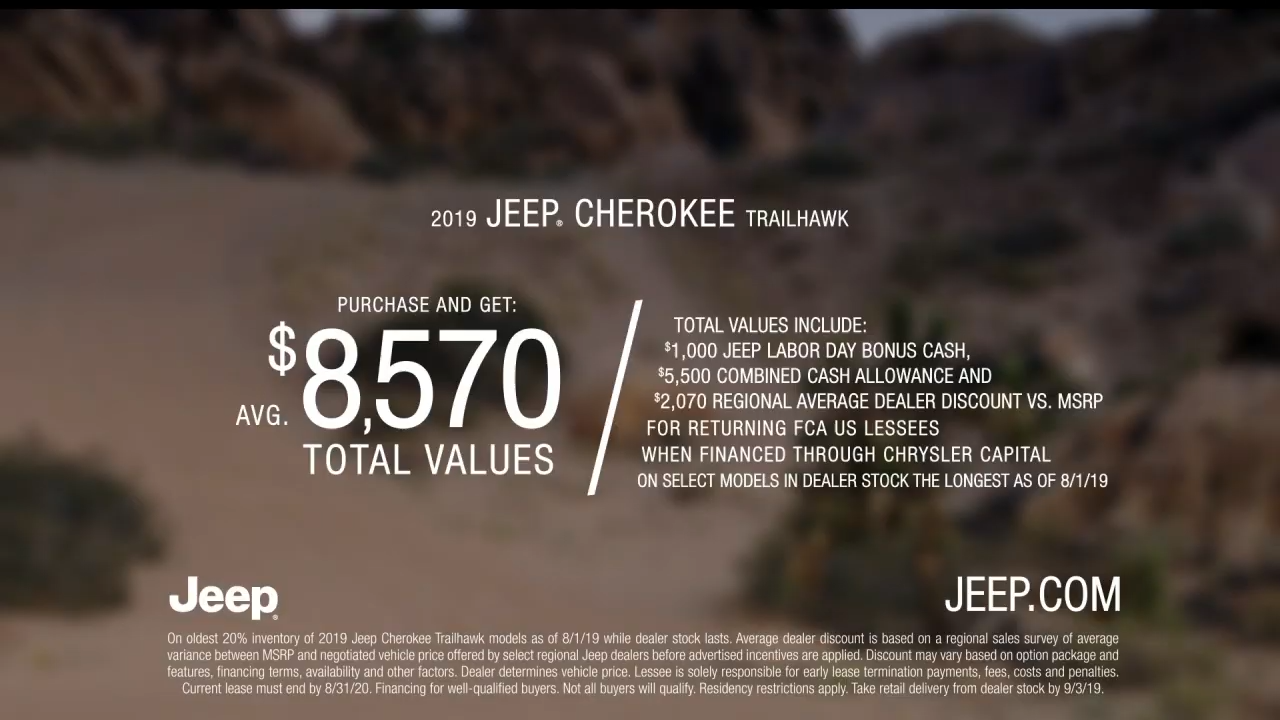 2019 JEEP® CHEROKEE TRAILHAWK
PURCHASE AND GET:
AVG. $8,570
TOTAL VALUES
TOTAL VALUES INCLUDE:
$1,000 JEEP LABOR DAY BONUS CASH,
$5,500 COMBINED CASH ALLOWANCE AND
$2,070 REGIONAL AVERAGE DEALER DISCOUNT VS. MSRP
FOR RETURNING FCA US LESSEES
WHEN FINANCED THROUGH CHRYSLER CAPITAL
ON SELECT MODELS IN DEALER STOCK THE LONGEST AS OF 8/1/19
Jeep®
JEEP.COM
On oldest 20% inventory of 2019 Jeep Cherokee Trailhawk models as of 8/1/19 while dealer stock lasts. Average dealer discount is based on a regional sales survey of average
variance between MSRP and negotiated vehicle price offered by select regional Jeep dealers before advertised incentives are applied. Discount may vary based on option package and
features, financing terms, availability and other factors. Dealer determines vehicle price. Lessee is solely responsible for early lease termination payments, fees, costs and penalties.
Current lease must end by 8/31/20. Financing for well-qualified buyers. Not all buyers will qualify. Residency restrictions apply. Take retail delivery from dealer stock by 9/3/19.